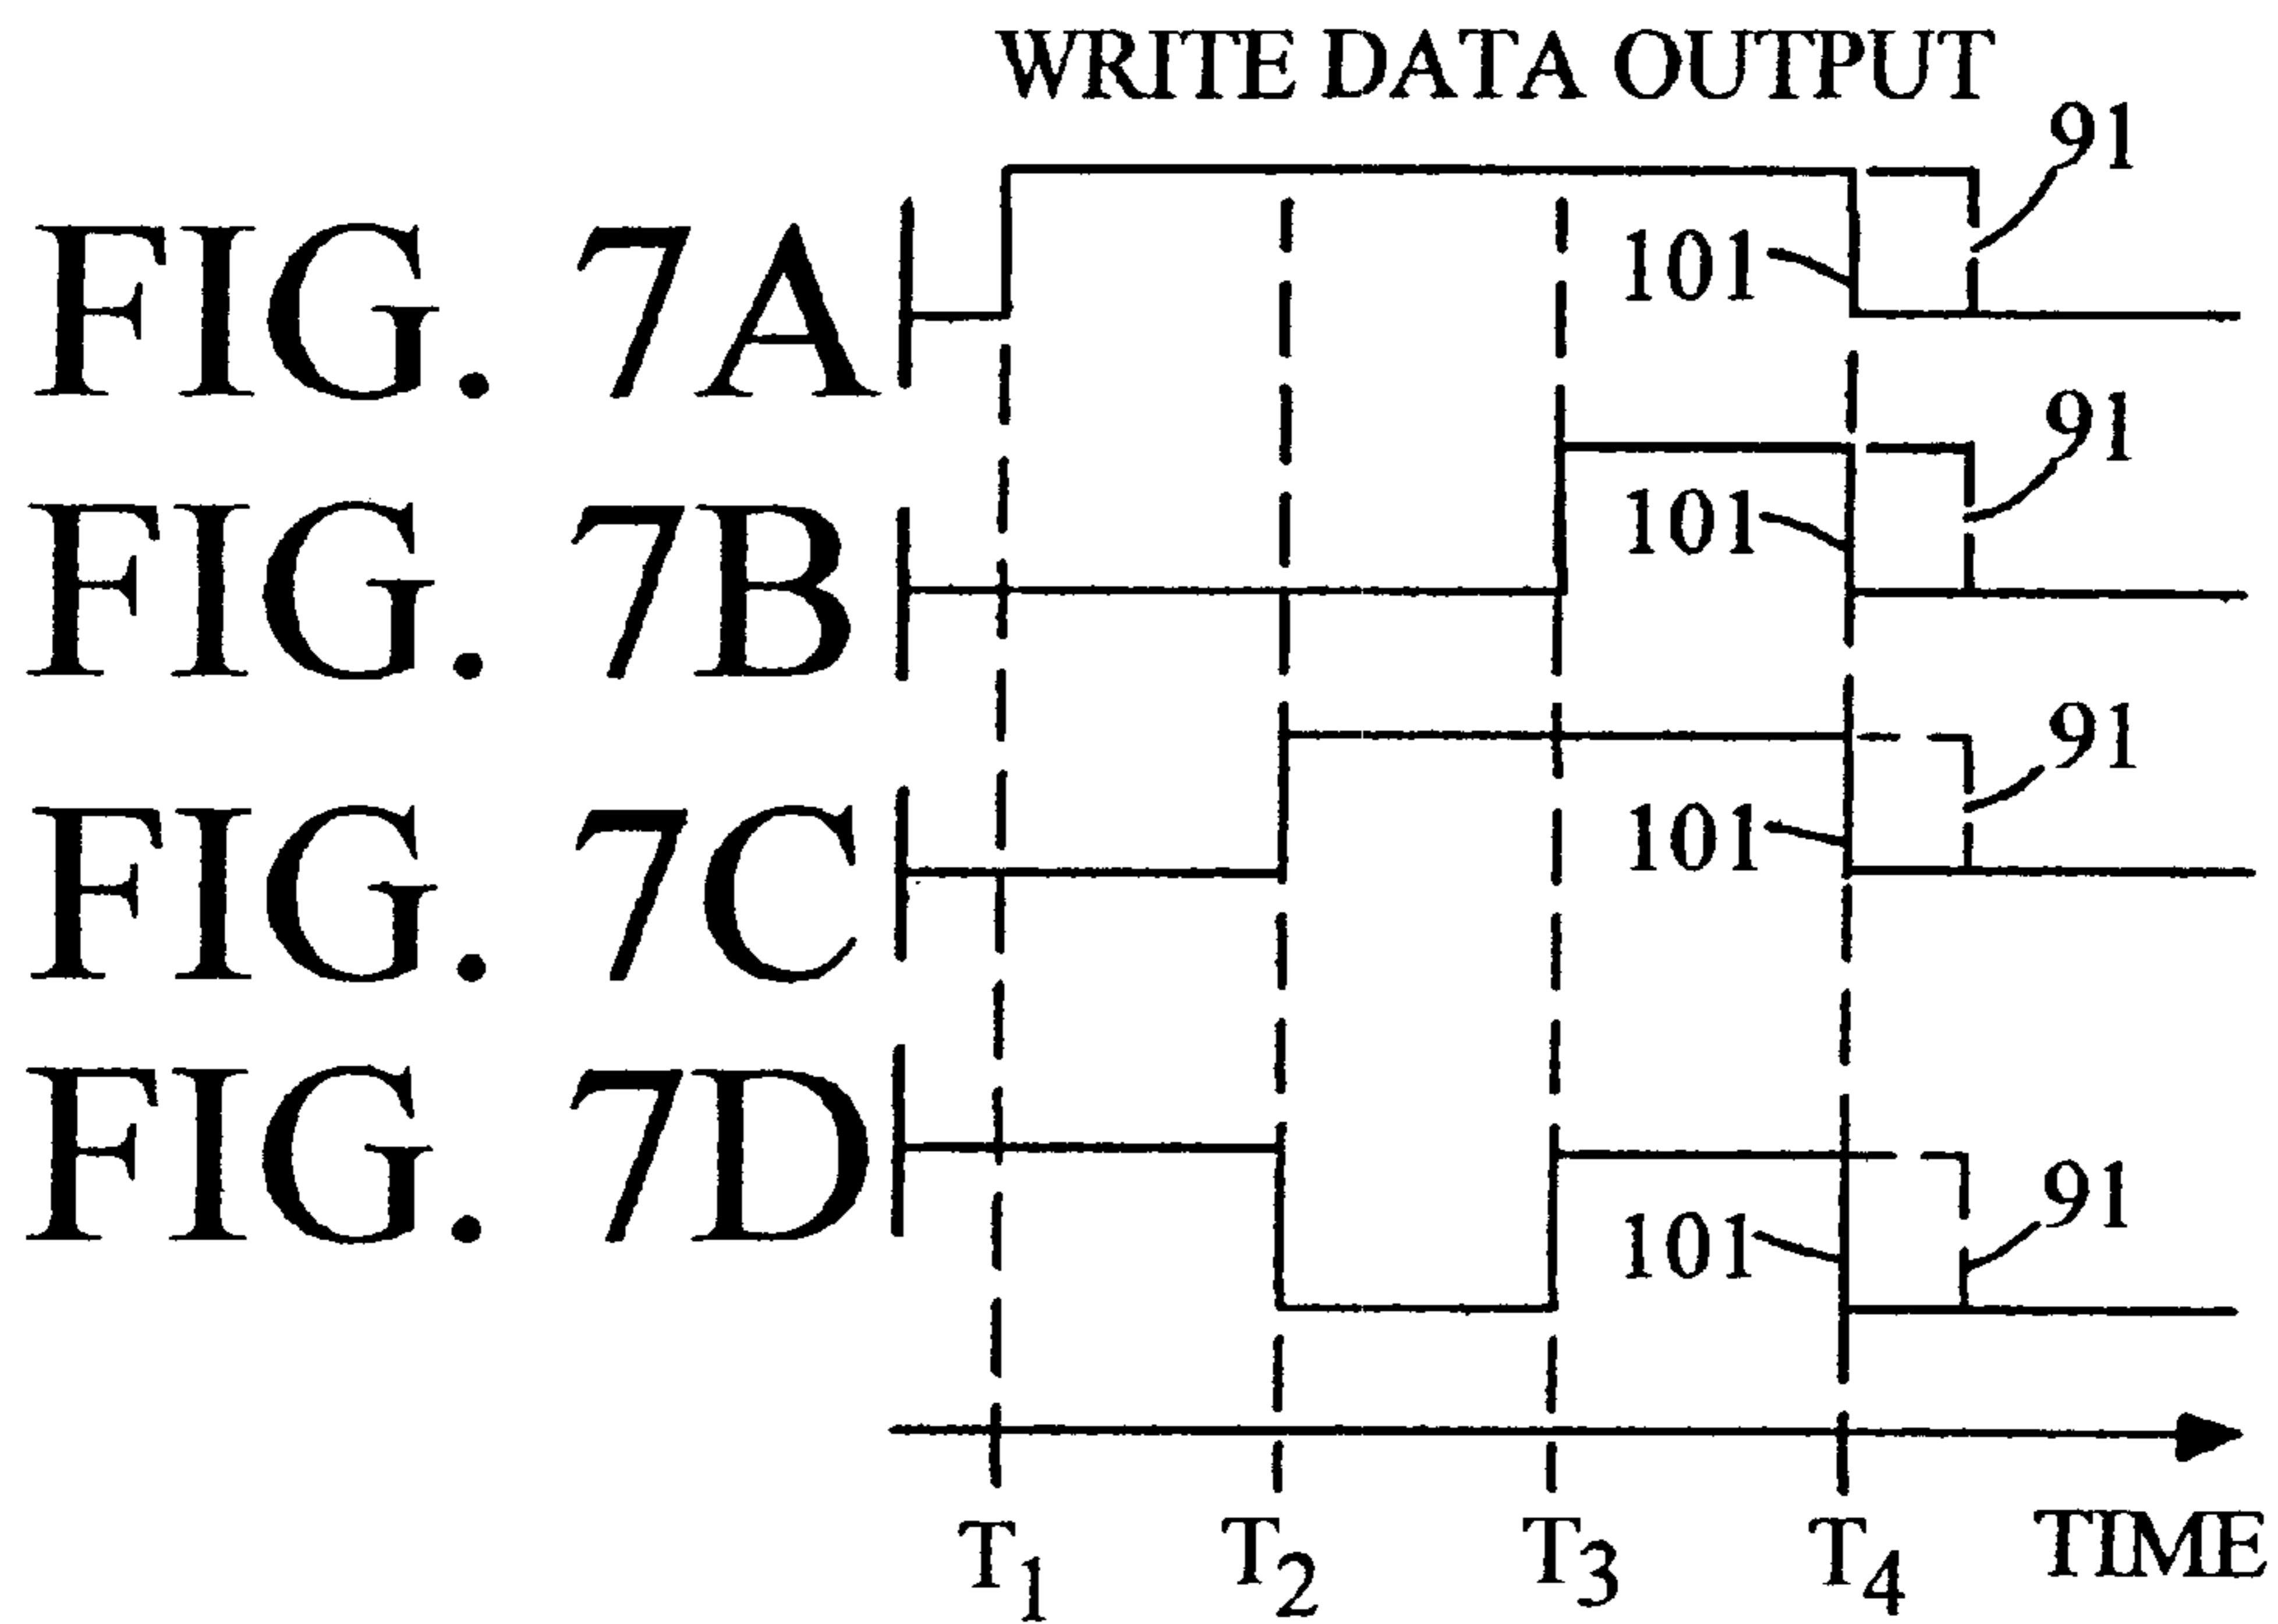 WRITE DATA OUTPUT
91
FIG. 7A
101
91
FIG. 7B
101
91
FIG. 7C
101
FIG. 7D
91
101
T1 T2 T3 T4 TIME